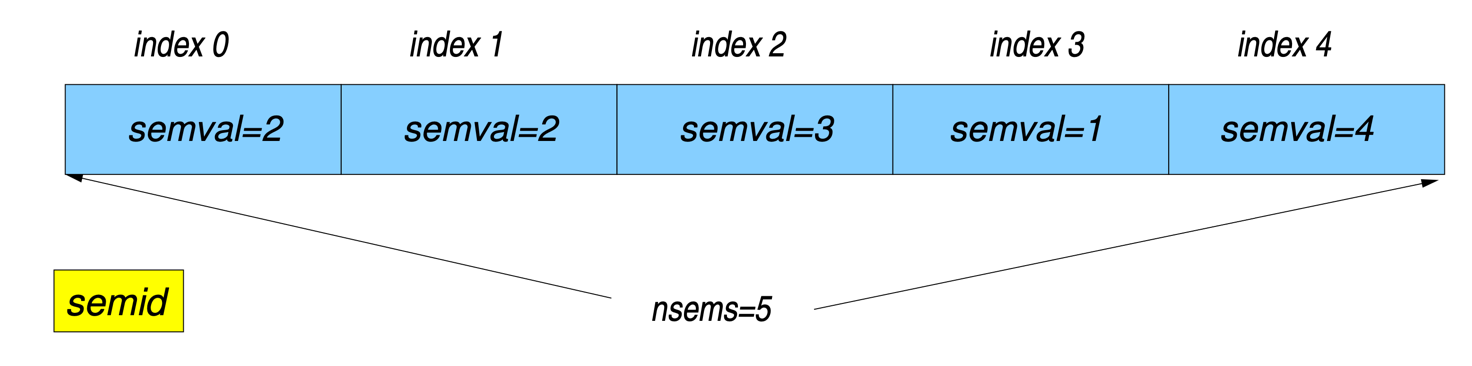 index 0 index 1 index 2 index 3 index 4
semval=2 semval=2 semval=3 semval=1 semval=4
semid
nsems=5